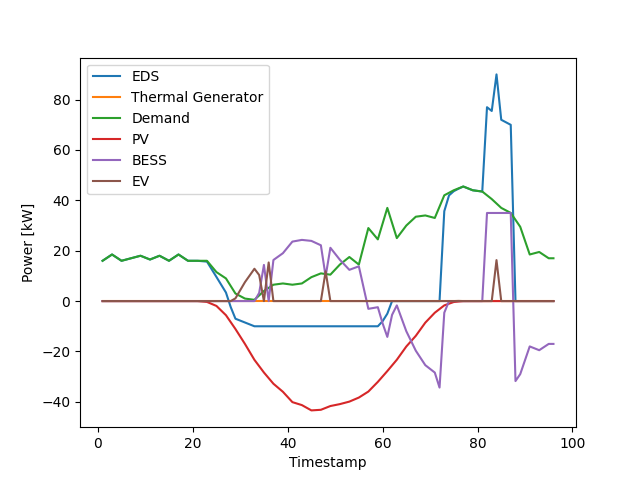 EDS
Thermal Generator
Demand
PV
BESS
EV
Power [kW]
80
60
40
20
0
−20
−40
0 20 40 60 80 100
Timestamp